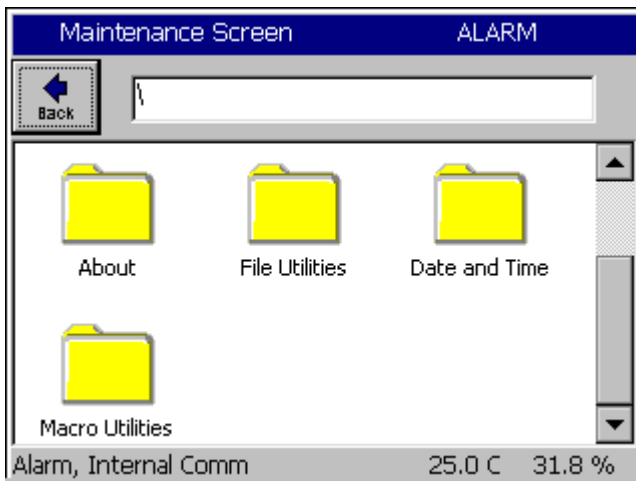 Maintenance Screen ALARM
Back
\
About File Utilities Date and Time
Macro Utilities
Alarm, Internal Comm 25.0 C 31.8 %